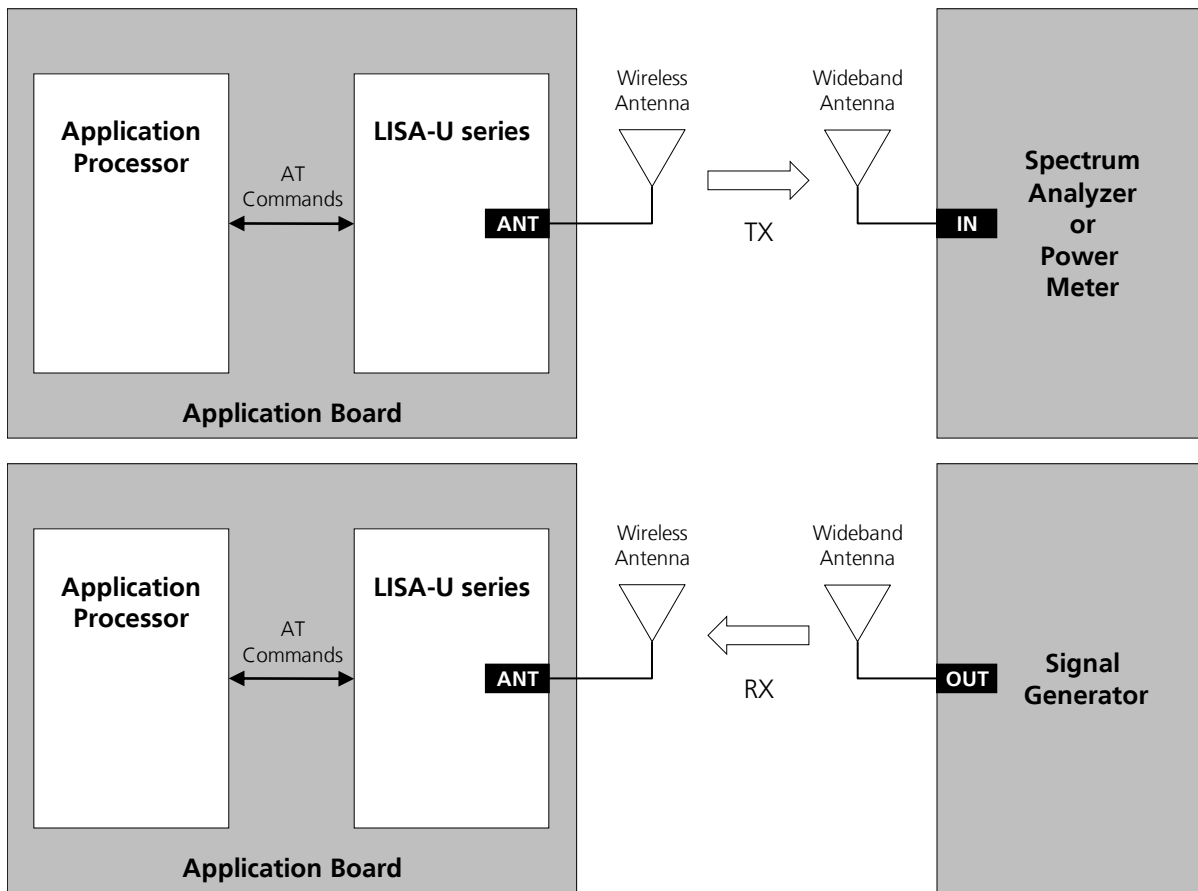 Application
Processor
AT
Commands
LISA-U series
ANT
Application Board
Wireless
Antenna
TX
Wideband
Antenna
IN
Spectrum
Analyzer
or
Power
Meter
Application
Processor
AT
Commands
LISA-U series
ANT
Application Board
Wireless
Antenna
RX
Wideband
Antenna
OUT
Signal
Generator